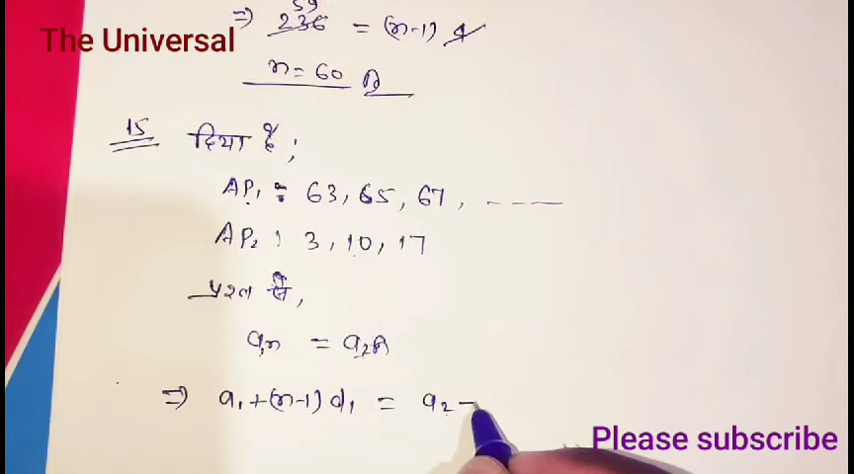 59
⇒ 236 = (n-1) 4
The Universal
n = 60
15 दिया है ;
AP₁ : 63, 65, 67, ----
AP₂ : 3, 10, 17
प्रश्न से,
a₁n = a₂n
⇒ a₁+(n-1) d₁ = a₂
Please subscribe